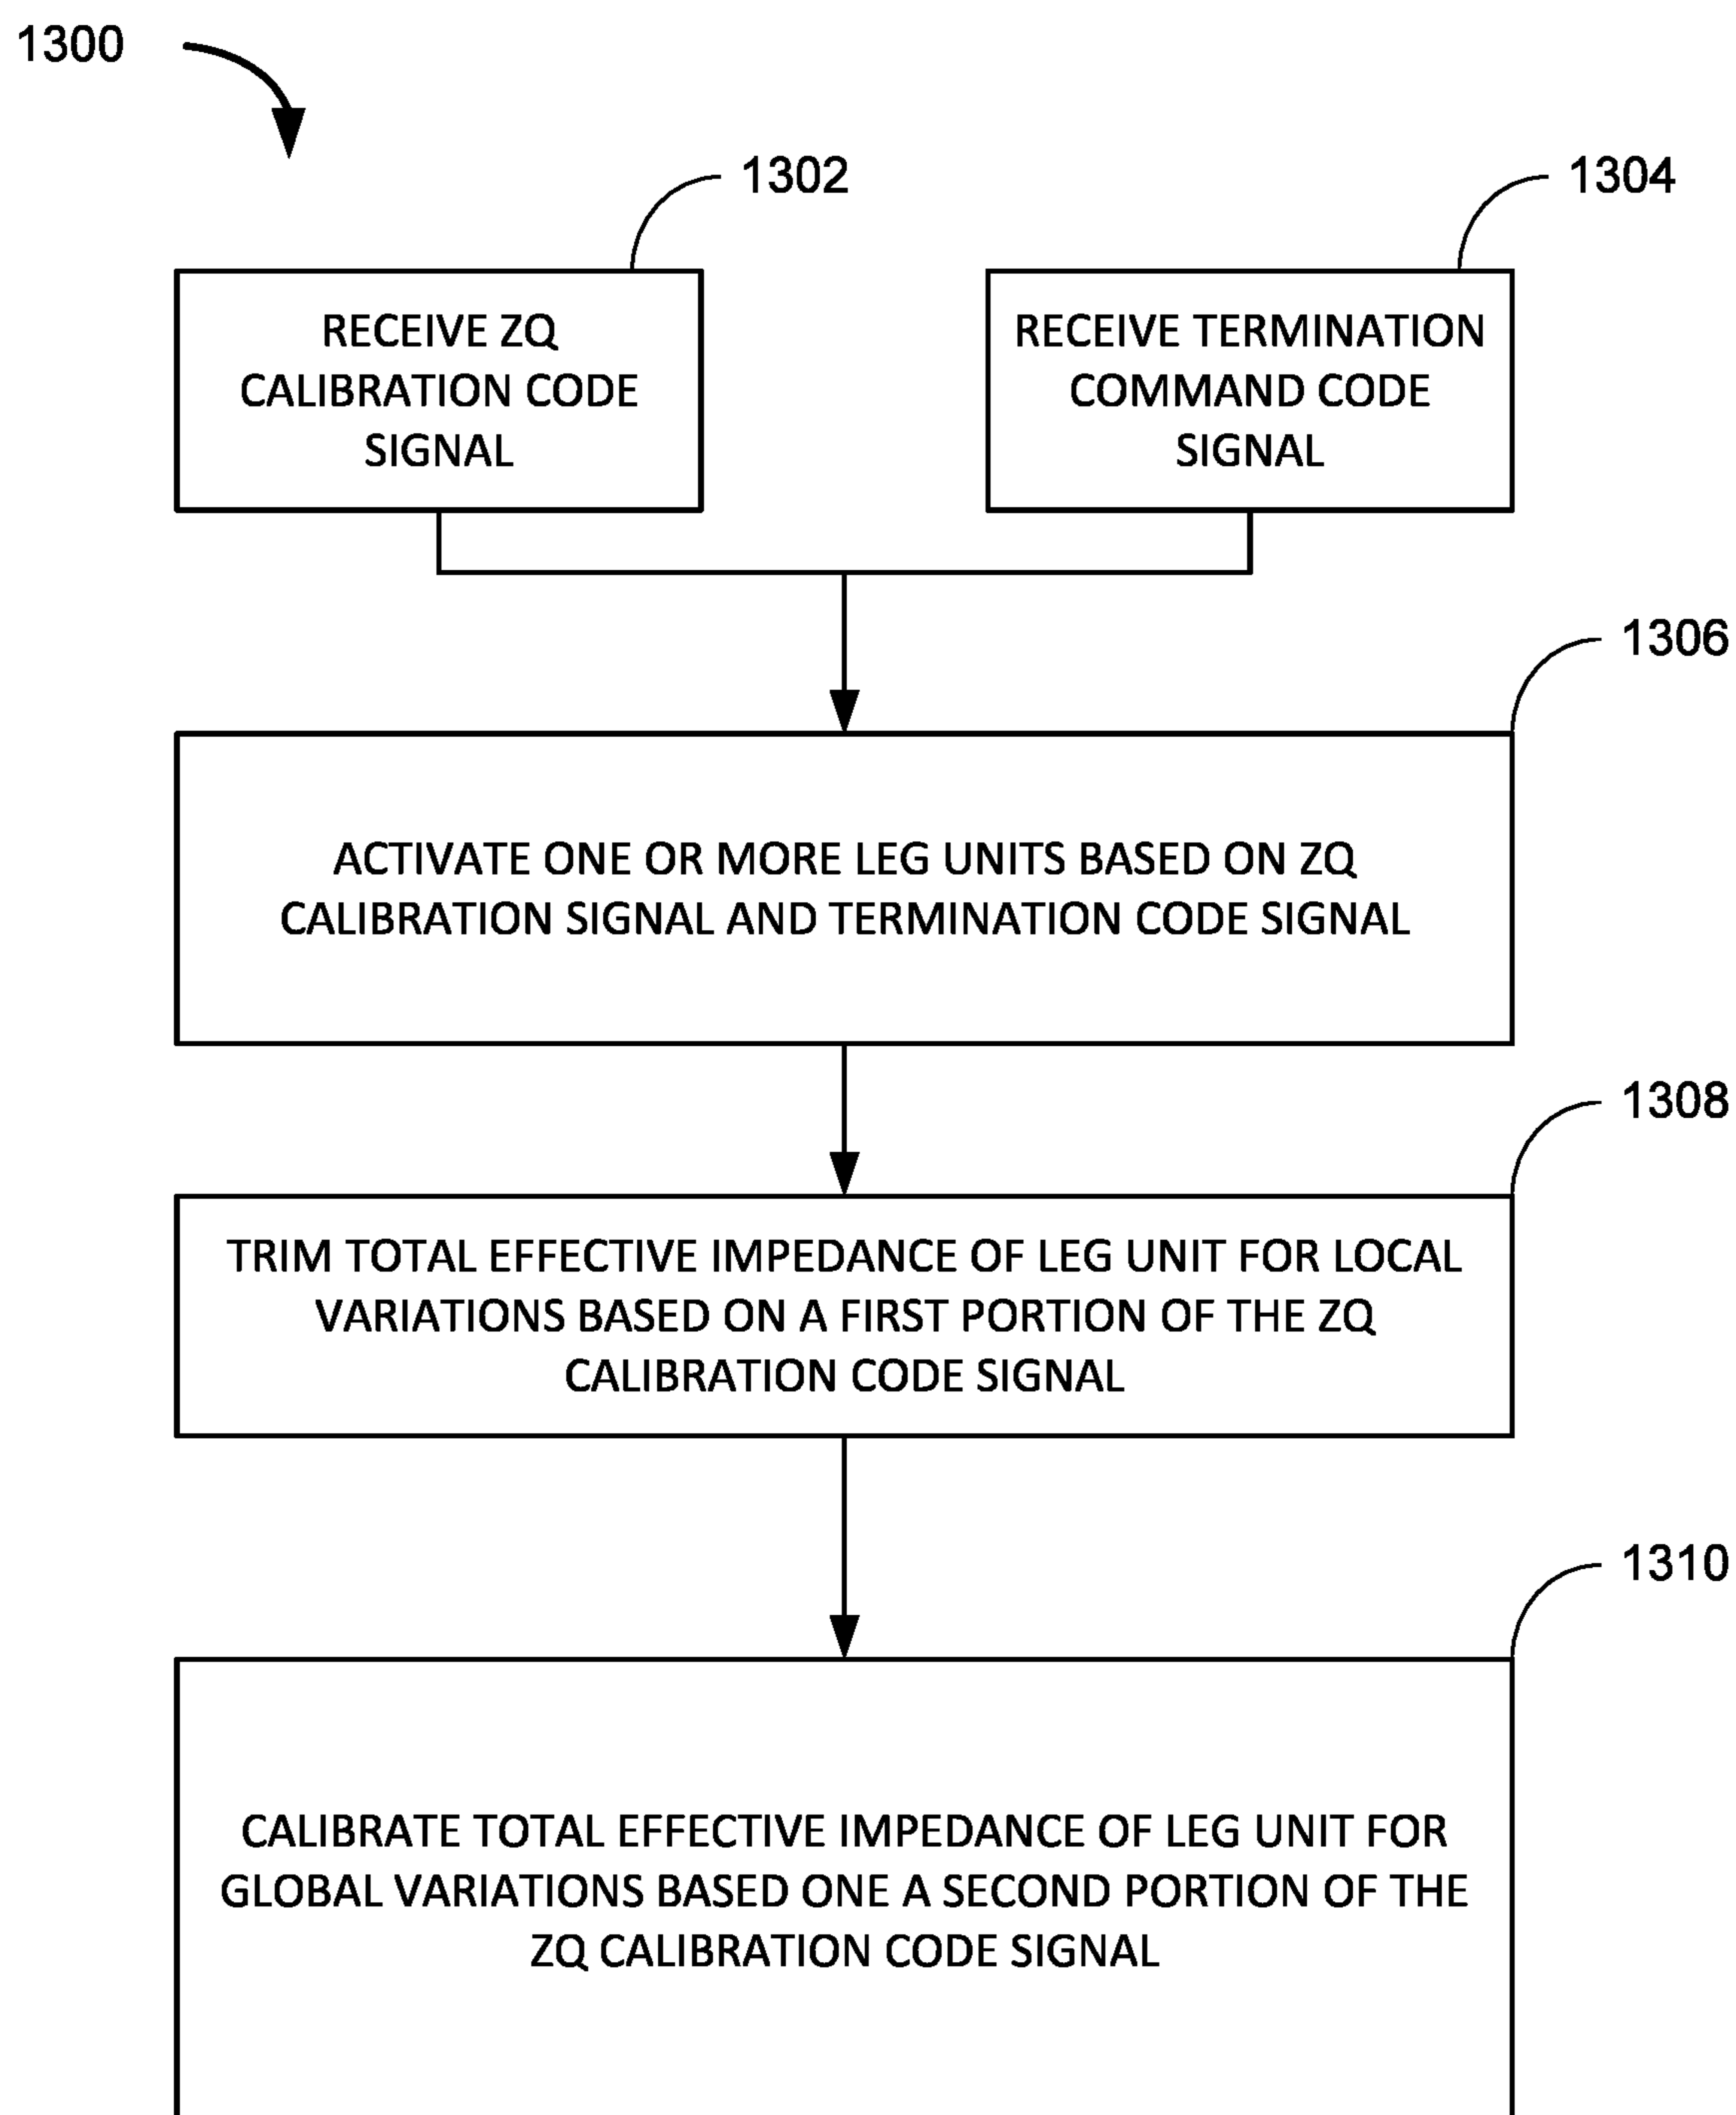 1300
1302
1304
RECEIVE ZQ
CALIBRATION CODE
SIGNAL
RECEIVE TERMINATION
COMMAND CODE
SIGNAL
1306
ACTIVATE ONE OR MORE LEG UNITS BASED ON ZQ
CALIBRATION SIGNAL AND TERMINATION CODE SIGNAL
1308
TRIM TOTAL EFFECTIVE IMPEDANCE OF LEG UNIT FOR LOCAL
VARIATIONS BASED ON A FIRST PORTION OF THE ZQ
CALIBRATION CODE SIGNAL
1310
CALIBRATE TOTAL EFFECTIVE IMPEDANCE OF LEG UNIT FOR
GLOBAL VARIATIONS BASED ONE A SECOND PORTION OF THE
ZQ CALIBRATION CODE SIGNAL